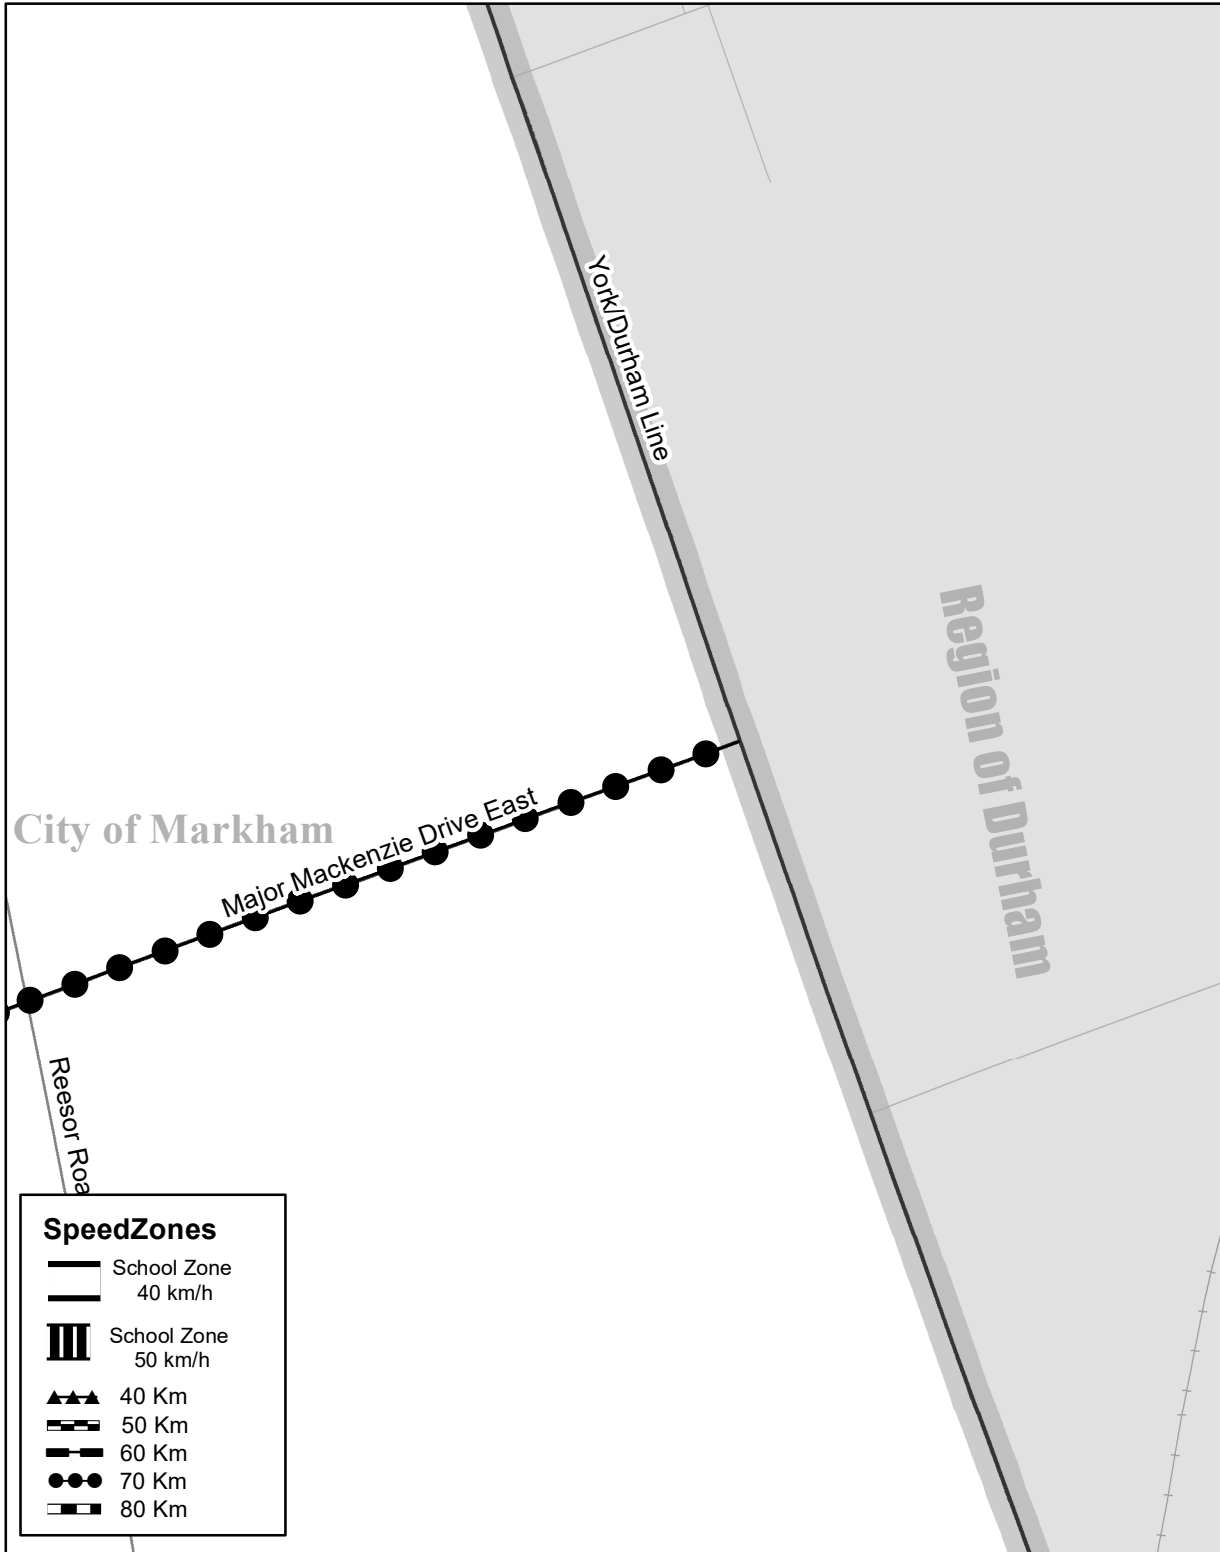 York/Durham Line
Region of Durham
City of Markham
Major Mackenzie Drive East
Reesor Roa
SpeedZones
School Zone
40 km/h
School Zone
50 km/h
40 Km
50 Km
60 Km
70 Km
80 Km